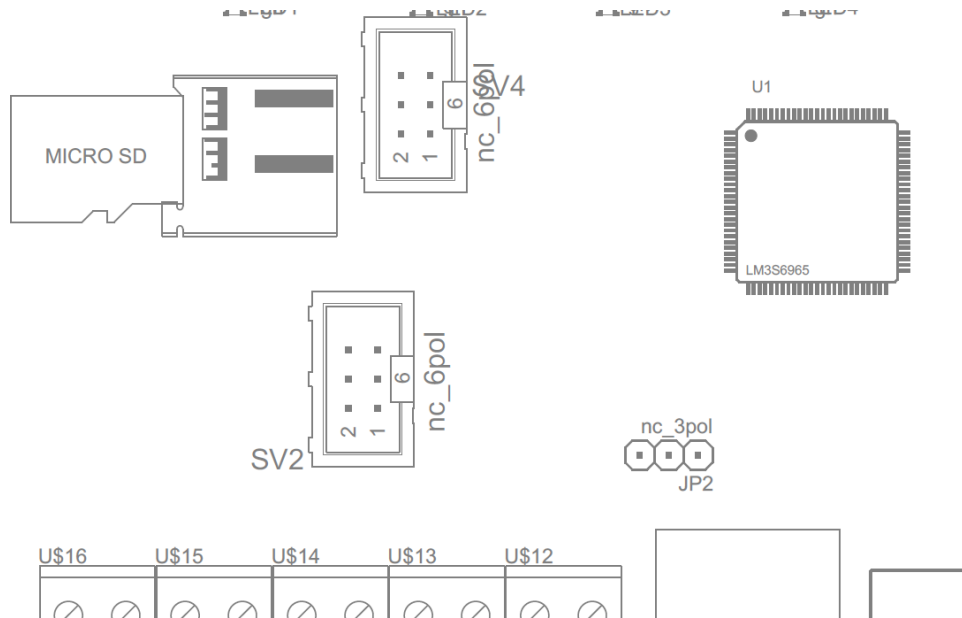 SV4
nc_6pol
6
2
1
U1
MICRO SD
LM3S6965
nc_6pol
6
2
1
SV2
nc_3pol
JP2
U$16 U$15 U$14 U$13 U$12